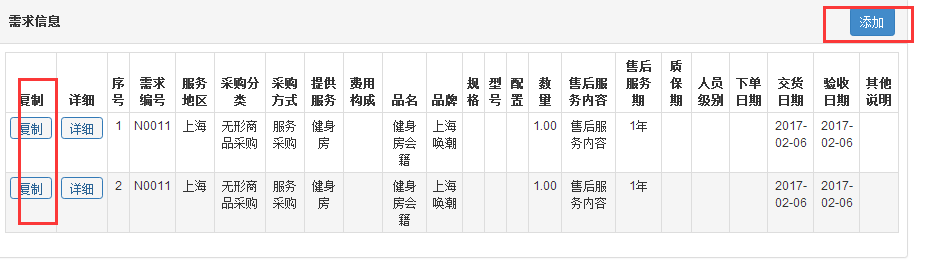 需求信息 添加
复制 详细 序号 需求编号 服务地区 采购分类 采购方式 提供服务 费用构成 品名 品牌 规格 型号 配置 数量 售后服务内容 售后服务期 质保期 人员级别 下单日期 交货日期 验收日期 其他说明
复制 详细 1 N0011 上海 无形商品采购 服务采购 健身房 健身房会籍 上海唤潮 1.00 售后服务内容 1年 2017-02-06 2017-02-06
复制 详细 2 N0011 上海 无形商品采购 服务采购 健身房 健身房会籍 上海唤潮 1.00 售后服务内容 1年 2017-02-06 2017-02-06